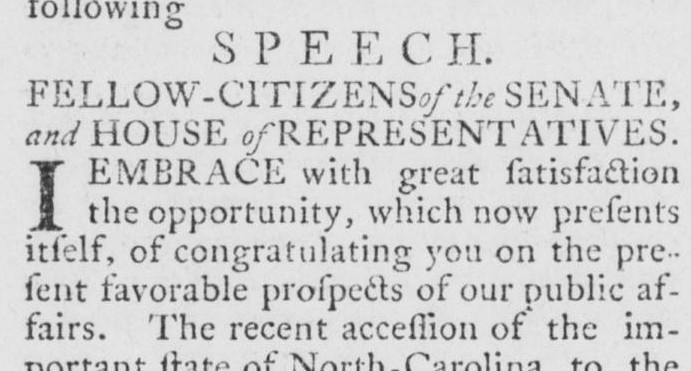 following
SPEECH.
FELLOW-CITIZENS of the SENATE,
and HOUSE of REPRESENTATIVES.
I EMBRACE with great ſatisfaction
the opportunity, which now preſents
itſelf, of congratulating you on the pre-
ſent favorable proſpects of our public af-
fairs. The recent acceſſion of the im-
portant ſtate of North-Carolina to the